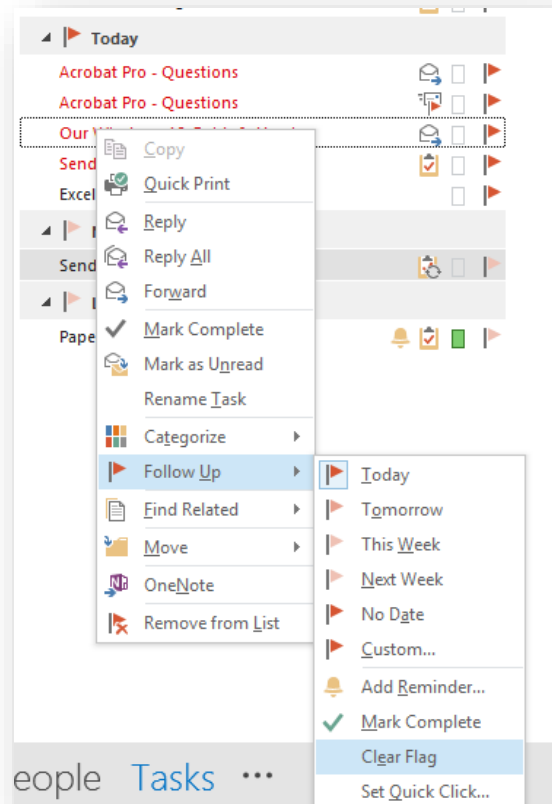 Today
Acrobat Pro - Questions
Acrobat Pro - Questions
Our
Send
Excel
Send
Pape
Copy
Quick Print
Reply
Reply All
Forward
Mark Complete
Mark as Unread
Rename Task
Categorize
Follow Up
Find Related
Move
OneNote
Remove from List
Today
Tomorrow
This Week
Next Week
No Date
Custom...
Add Reminder...
Mark Complete
Clear Flag
Set Quick Click...
eople Tasks ...